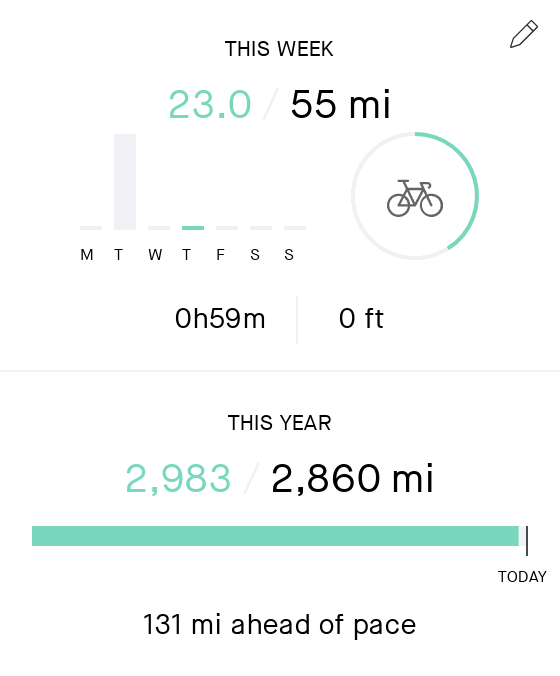 THIS WEEK
23.0 / 55 mi
M T W T F S S
0h59m 0 ft
THIS YEAR
2,983 / 2,860 mi
TODAY
131 mi ahead of pace